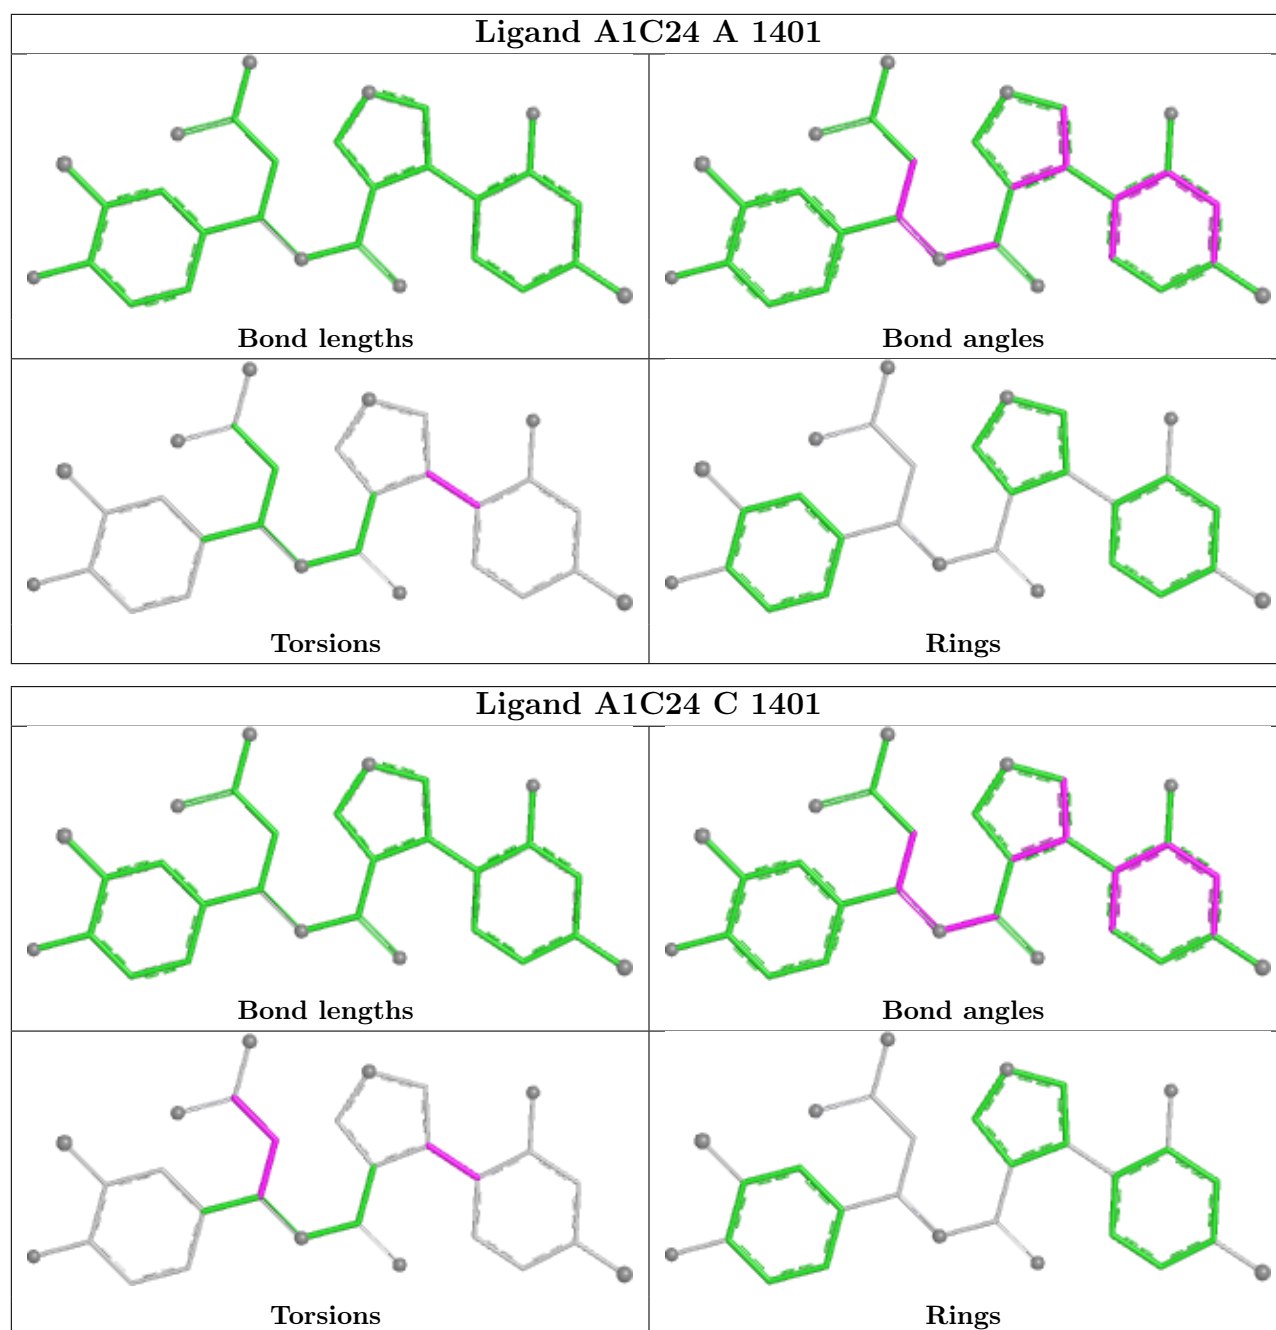 Ligand A1C24 A 1401
Bond lengths
Bond angles
Torsions
Rings
Ligand A1C24 C 1401
Bond lengths
Bond angles
Torsions
Rings